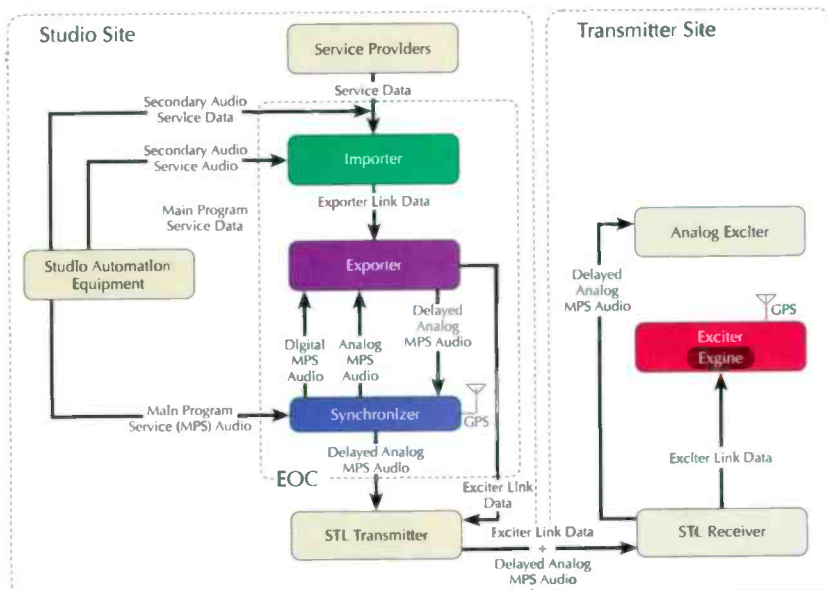 Studio Site
Transmitter Site
Service Providers
Service Data
Secondary Audio
Service Data
Importer
Secondary Audio
Service Audio
Exporter Link Data
Main Program
Service Data
Analog Exciter
Studio Automation
Equipment
Exporter
Delayed
Analog
MPS Audio
GPS
Digital
MPS
Audio
Analog
MPS
Audio
Delayed
Analog
MPS Audio
Exciter
Exgine
Main Program
Service (MPS) Audio
Synchronizer
GPS
Delayed Analog
MPS Audio
EOC
Exciter Link
Data
Exciter Link Data
STL Transmitter
Exciter Link Data
+
Delayed Analog
MPS Audio
STL Receiver